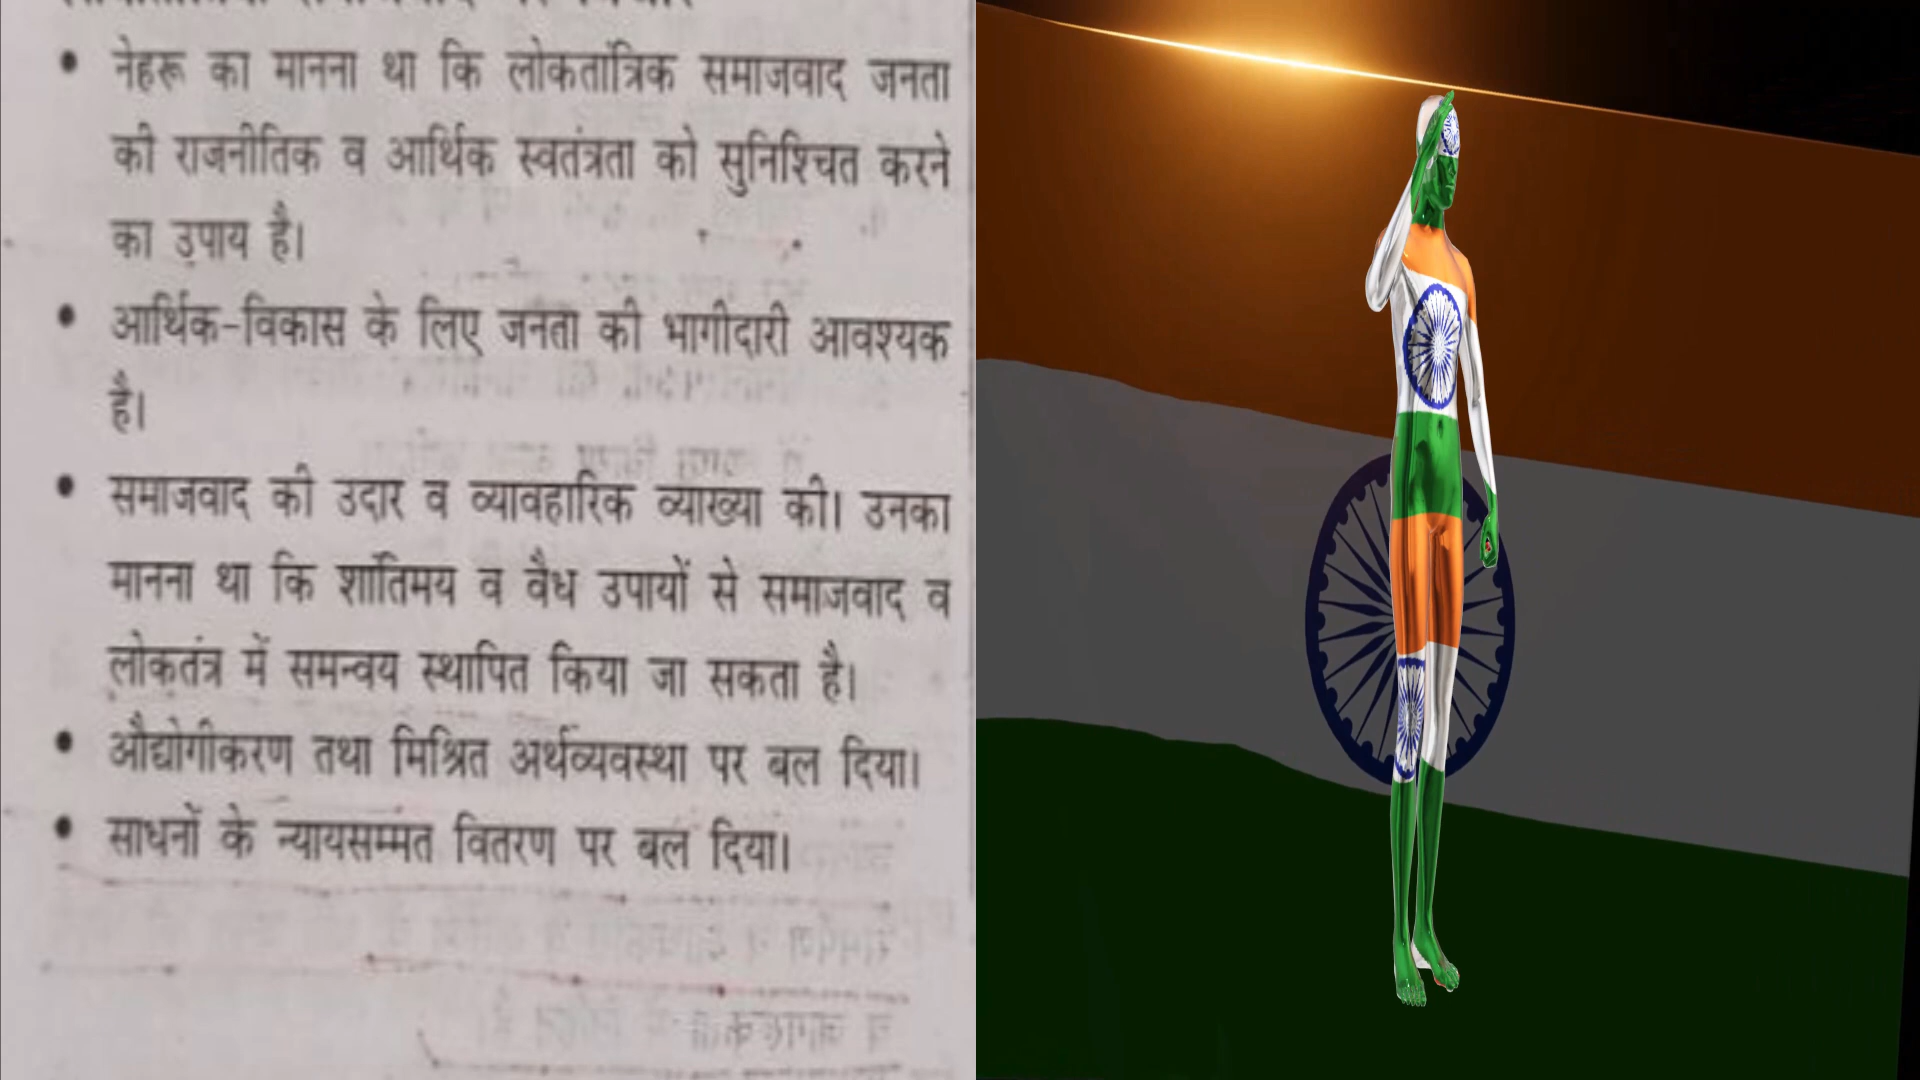 • नेहरू का मानना था कि लोकतांत्रिक समाजवाद जनता
की राजनीतिक व आर्थिक स्वतंत्रता को सुनिश्चित करने
का उपाय है।
• आर्थिक-विकास के लिए जनता की भागीदारी आवश्यक
है।
• समाजवाद की उदार व व्यावहारिक व्याख्या की। उनका
मानना था कि शांतिमय व वैध उपायों से समाजवाद व
लोकतंत्र में समन्वय स्थापित किया जा सकता है।
• औद्योगीकरण तथा मिश्रित अर्थव्यवस्था पर बल दिया।
• साधनों के न्यायसम्मत वितरण पर बल दिया।